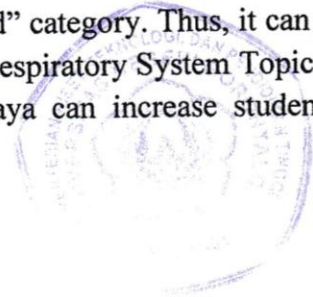 d” category. Thus, it can
espiratory System Topic
aya can increase studen